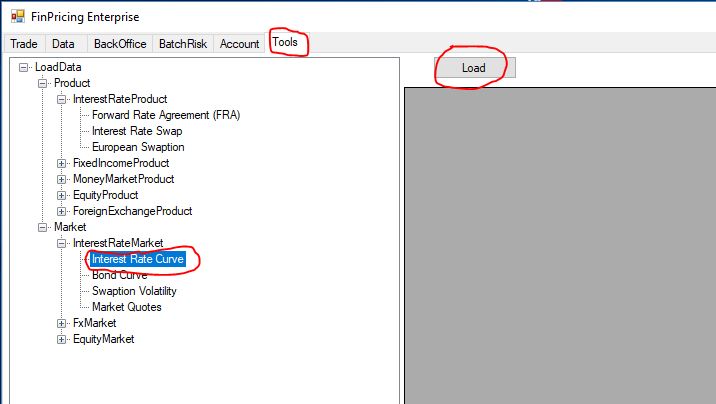 FinPricing Enterprise
Trade Data BackOffice BatchRisk Account Tools
LoadData
Load
Product
InterestRateProduct
Forward Rate Agreement (FRA)
Interest Rate Swap
European Swaption
FixedIncomeProduct
MoneyMarketProduct
EquityProduct
ForeignExchangeProduct
Market
InterestRateMarket
Interest Rate Curve
Bond Curve
Swaption Volatility
Market Quotes
FxMarket
EquityMarket